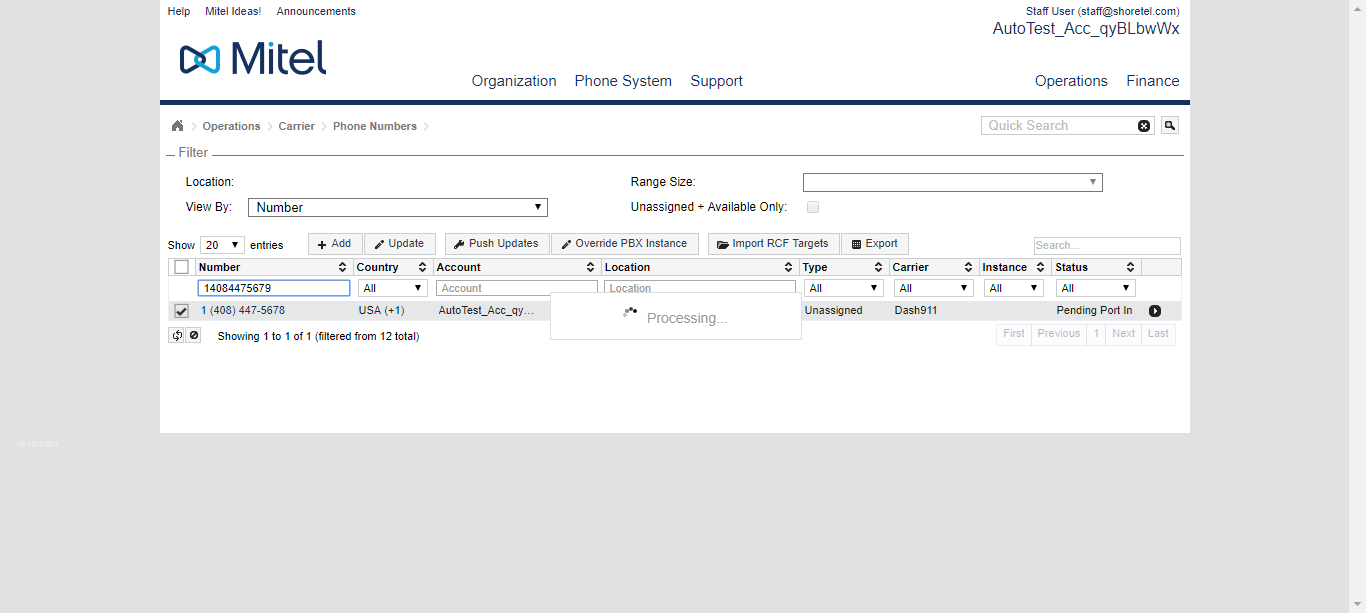 Help Mitel Ideas! Announcements Staff User (staff@shoretel.com)
AutoTest_Acc_qyBLbwWx
Mitel
Organization Phone System Support Operations Finance
Operations Carrier Phone Numbers Quick Search
Filter
Location: Range Size:
View By: Number Unassigned + Available Only:
Show 20 entries Add Update Push Updates Override PBX Instance Import RCF Targets Export Search...
Number Country Account Location Type Carrier Instance Status
14084475679 All Account Location All All All All
1 (408) 447-5678 USA (+1) AutoTest_Acc_qy... Unassigned Dash911 Pending Port In
Processing...
Showing 1 to 1 of 1 (filtered from 12 total) First Previous 1 Next Last